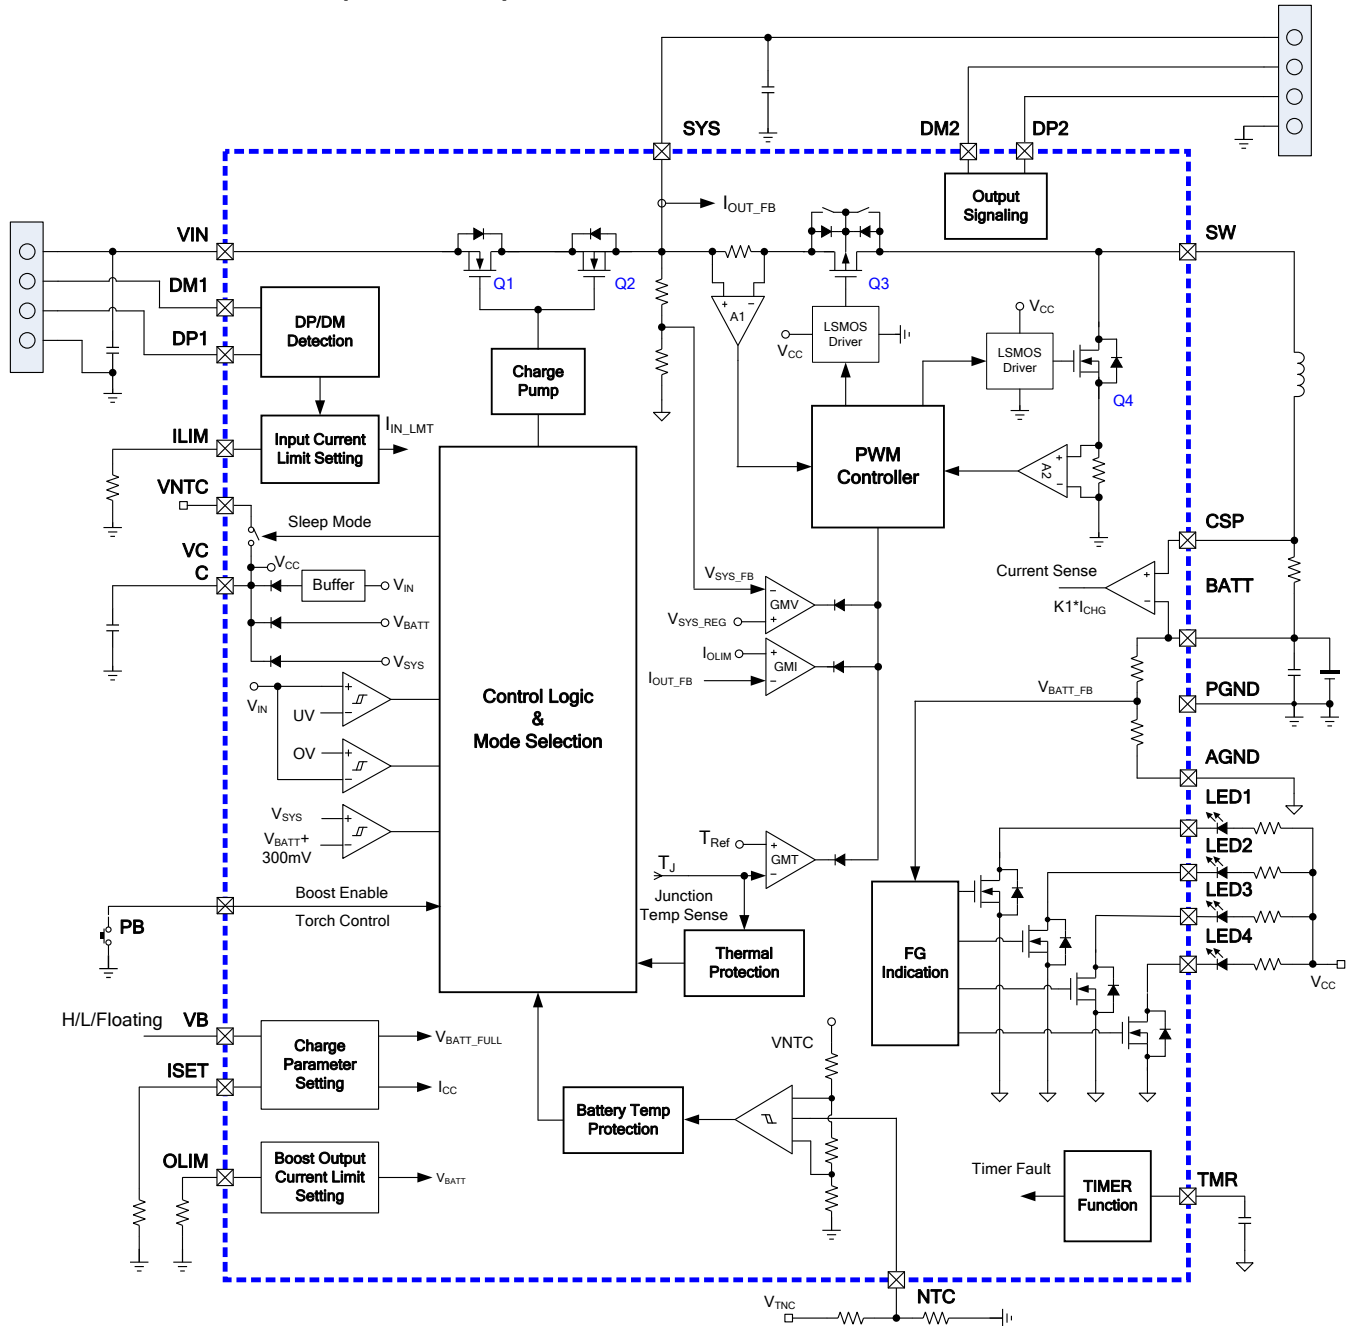 SYS
DM2
DP2
Output
Signaling
IOUT_FB
VIN
SW
DM1
Q1
Q2
Q3
DP/DM
Detection
A1
LSMOS
Driver
VCC
VCC
LSMOS
Driver
DP1
Charge
Pump
Q4
ILIM
Input Current
Limit Setting
IIN_LMT
PWM
Controller
A2
VNTC
Sleep Mode
CSP
VC
C
VCC
Buffer
VIN
VSYS_FB
Current Sense
K1*ICHG
BATT
GMV
VSYS_REG
VBATT
IOLIM
GMI
IOUT_FB
VSYS
VIN
UV
Control Logic
&
Mode Selection
VBATT_FB
PGND
OV
AGND
LED1
VSYS
VBATT+
300mV
TRef
GMT
LED2
TJ
Junction
Temp Sense
LED3
Boost Enable
Torch Control
PB
LED4
Thermal
Protection
FG
Indication
VCC
H/L/Floating
VB
Charge
Parameter
Setting
VBATT_FULL
ICC
VNTC
ISET
Battery Temp
Protection
OLIM
Boost Output
Current Limit
Setting
VBATT
Timer Fault
TIMER
Function
TMR
NTC
VTNC